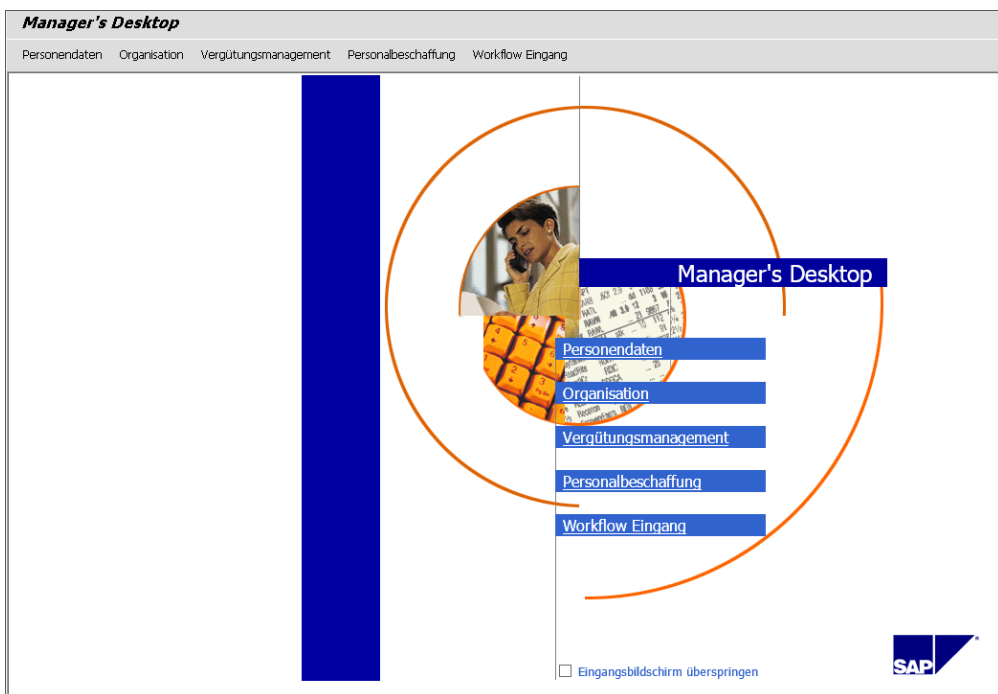 Manager's Desktop
Personendaten Organisation Vergütungsmanagement Personalbeschaffung Workflow Eingang
Manager's Desktop
Personendaten
Organisation
Vergütungsmanagement
Personalbeschaffung
Workflow Eingang
Eingangsbildschirm überspringen
SAP